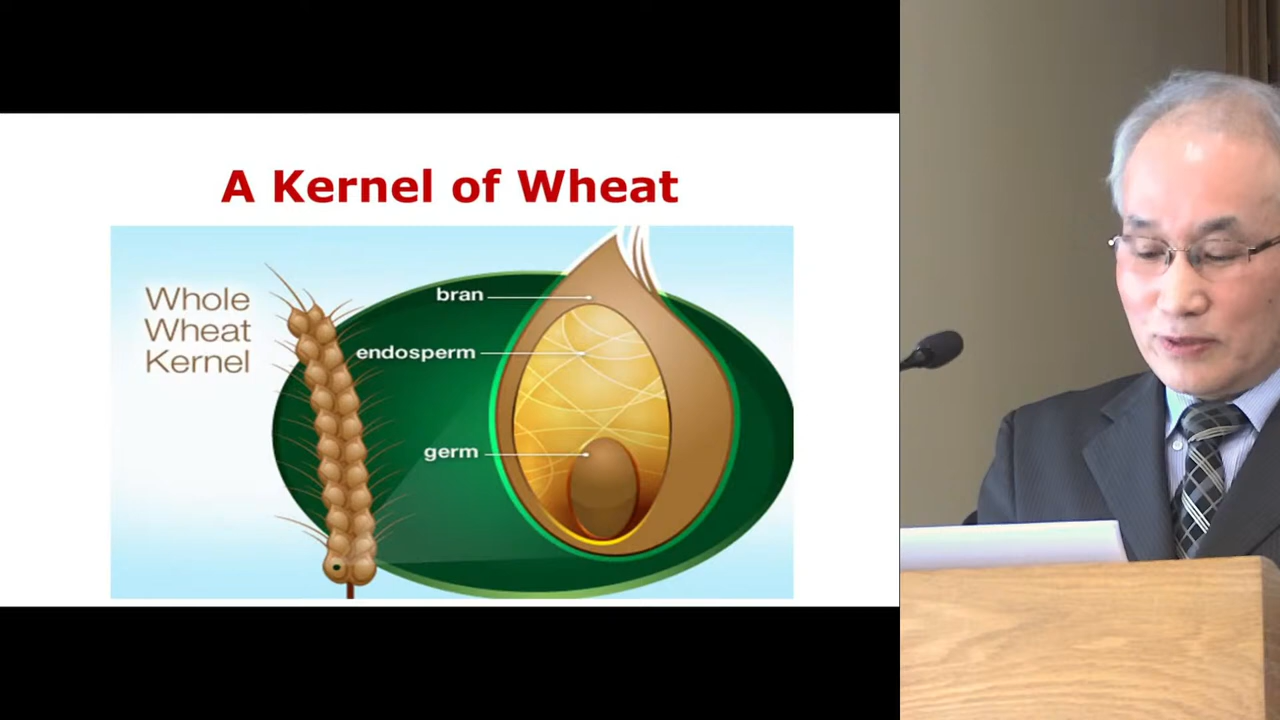 A Kernel of Wheat
Whole
Wheat
Kernel
bran
endosperm
germ